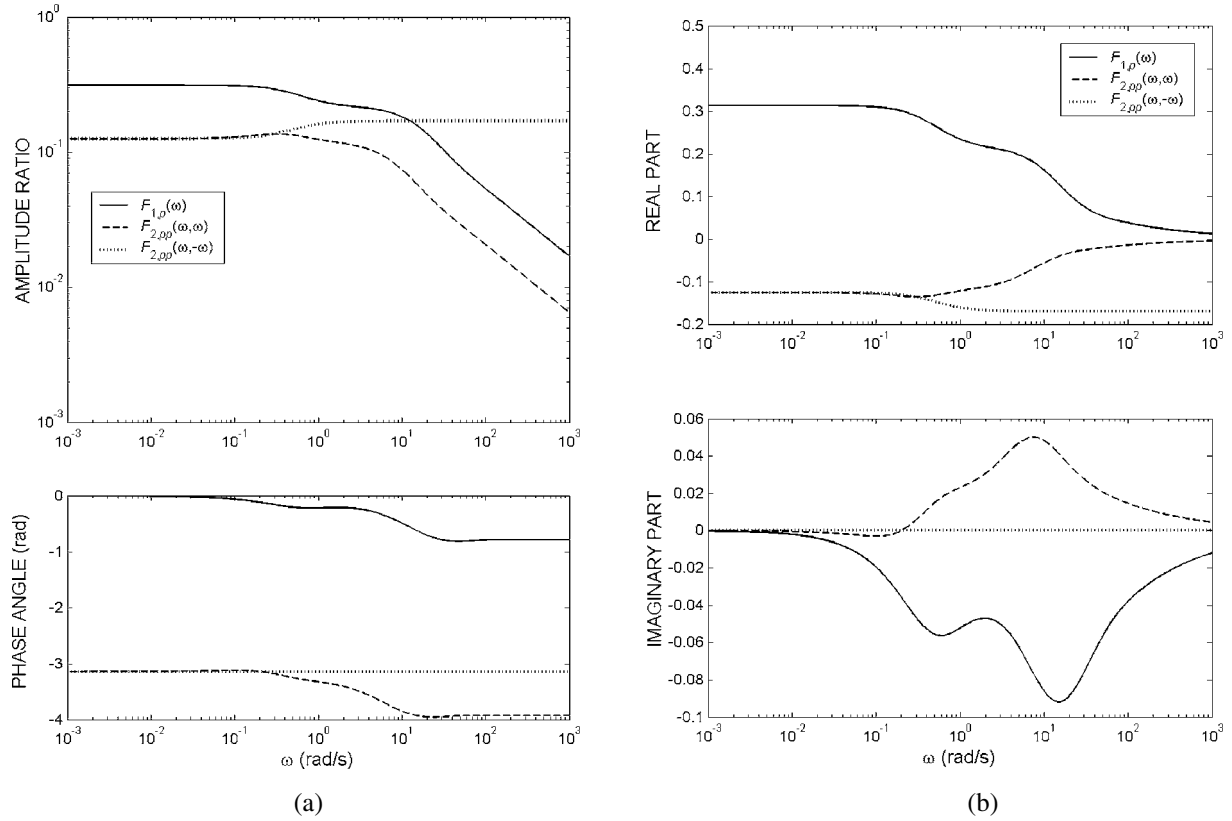 10^0
10^-1
10^-2
10^-3
AMPLITUDE RATIO
F_1,p(ω)
F_2,pp(ω,ω)
F_2,pp(ω,-ω)
10^-3 10^-2 10^-1 10^0 10^1 10^2 10^3
0
-1
-2
-3
-4
PHASE ANGLE (rad)
10^-3 10^-2 10^-1 10^0 10^1 10^2 10^3
ω (rad/s)
(a)
0.5
0.4
0.3
0.2
0.1
0
-0.1
-0.2
REAL PART
F_1,p(ω)
F_2,pp(ω,ω)
F_2,pp(ω,-ω)
10^-3 10^-2 10^-1 10^0 10^1 10^2 10^3
0.06
0.04
0.02
0
-0.02
-0.04
-0.06
-0.08
-0.1
IMAGINARY PART
10^-3 10^-2 10^-1 10^0 10^1 10^2 10^3
ω (rad/s)
(b)